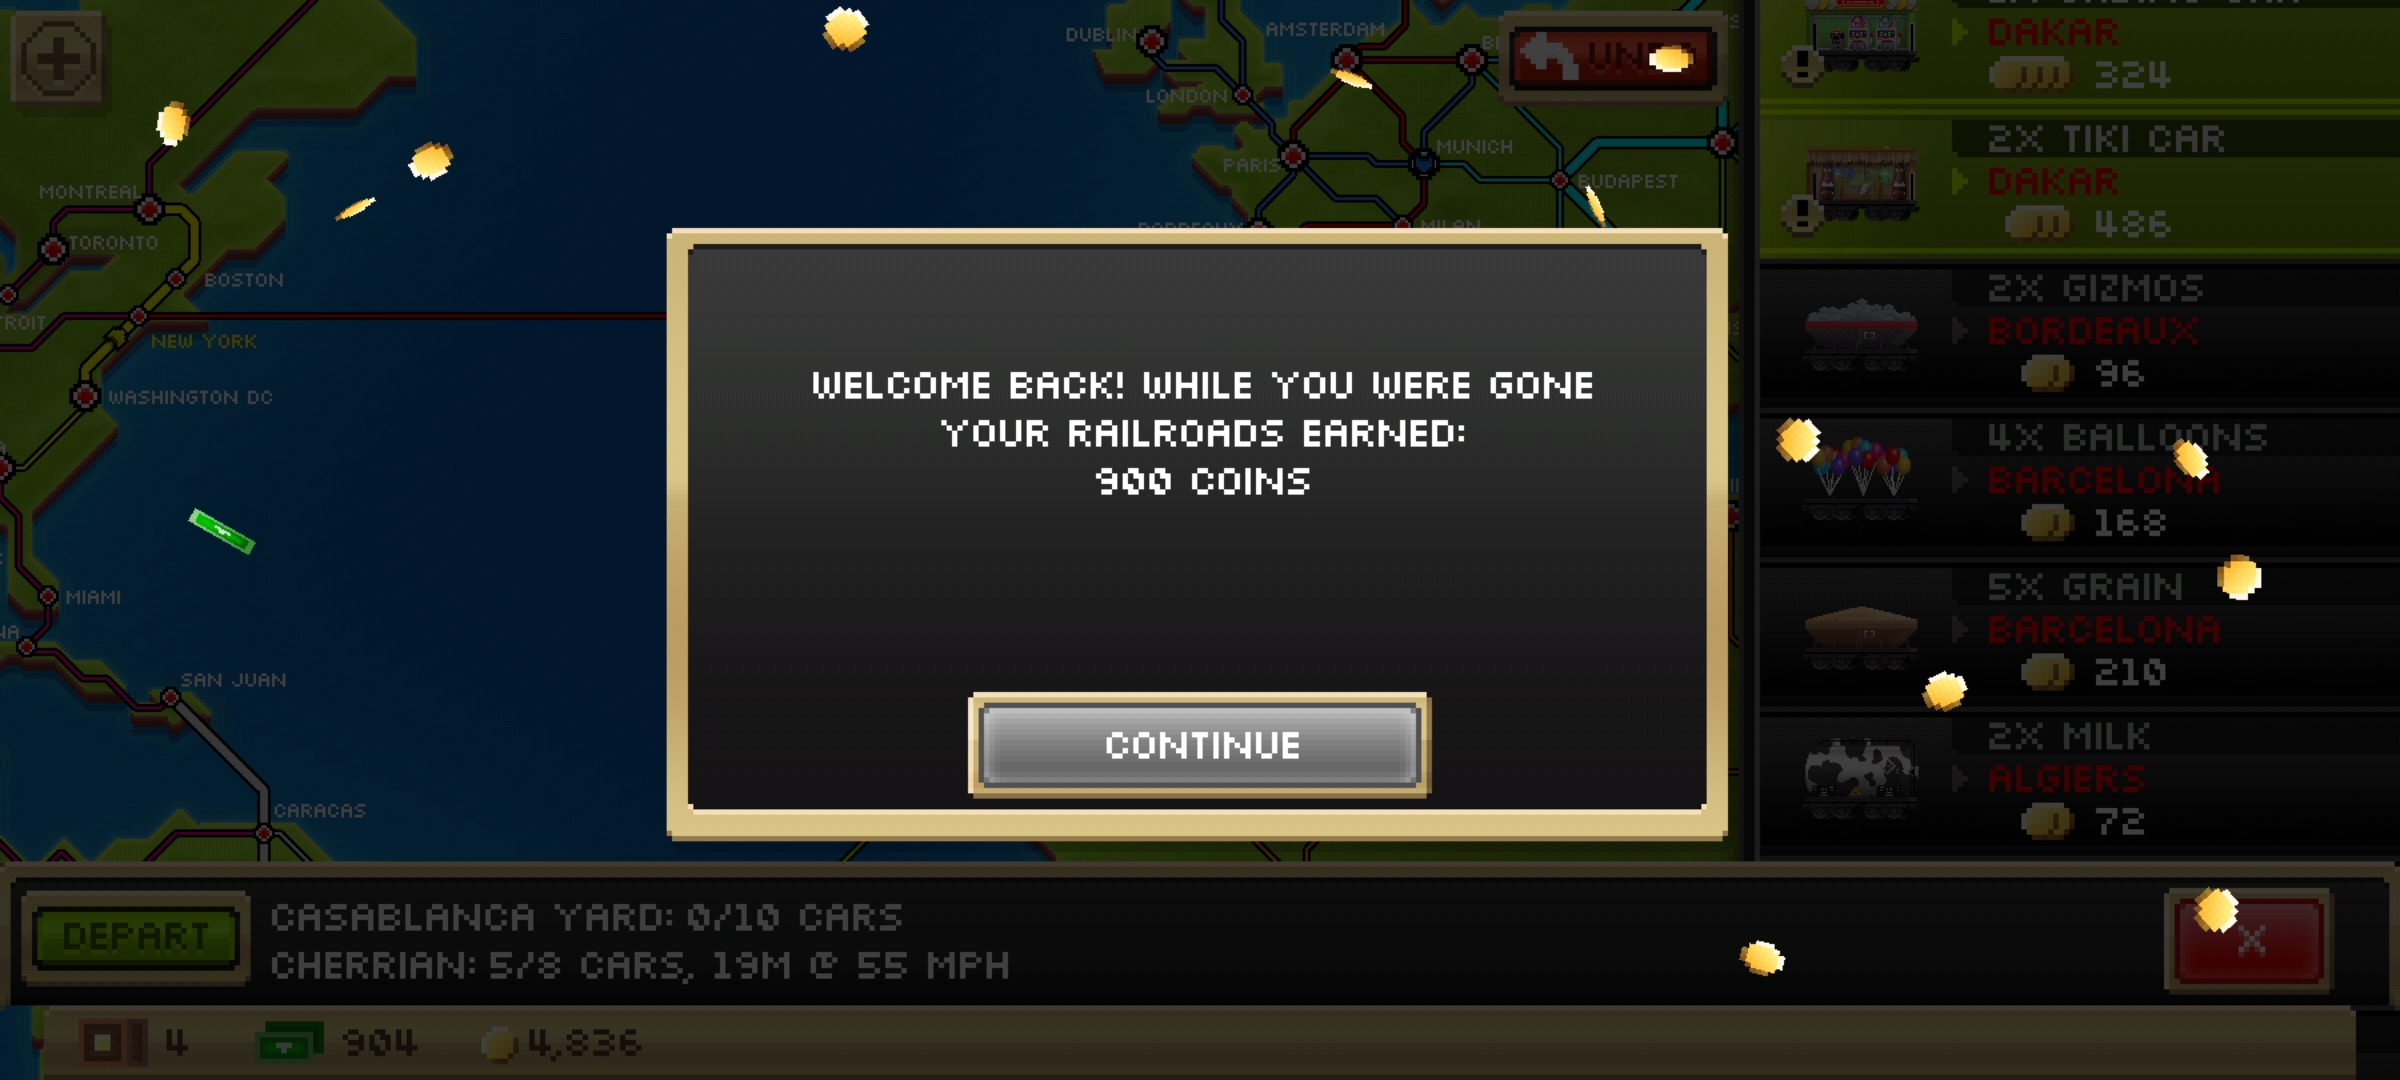 DUBLIN
AMSTERDAM
LONDON
PARIS
MUNICH
BUDAPEST
MONTREAL
TORONTO
BOSTON
NEW YORK
WASHINGTON DC
MIAMI
SAN JUAN
CARACAS
WELCOME BACK! WHILE YOU WERE GONE
YOUR RAILROADS EARNED:
900 COINS
CONTINUE
DAKAR
324
2X TIKI CAR
DAKAR
486
2X GIZMOS
BORDEAUX
96
4X BALLOONS
BARCELONA
168
5X GRAIN
BARCELONA
210
2X MILK
ALGIERS
72
DEPART
CASABLANCA YARD: 0/10 CARS
CHERRIAN: 5/8 CARS, 19M @ 55 MPH
X
4
904
4,836